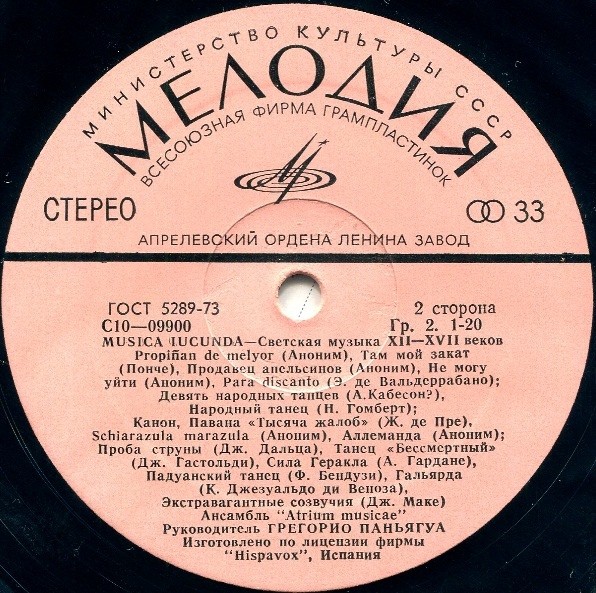 МИНИСТЕРСТВО КУЛЬТУРЫ СССР
МЕЛОДИЯ
ВСЕСОЮЗНАЯ ФИРМА ГРАМПЛАСТИНОК
СТЕРЕО
33
АПРЕЛЕВСКИЙ ОРДЕНА ЛЕНИНА ЗАВОД
ГОСТ 5289-73
2 сторона
С10—09900
Гр. 2. 1-20
MUSICA IUCUNDA—Светская музыка XII—XVII веков
Propiñan de melyor (Аноним), Там мой закат
(Понче), Продавец апельсинов (Аноним), Не могу
уйти (Аноним), Para discanto (Э. де Вальдеррабано);
Девять народных танцев (А.Кабесон?),
Народный танец (Н. Гомберт);
Канон, Павана «Тысяча жалоб» (Ж. де Пре),
Schiarazula marazula (Аноним), Аллеманда (Аноним);
Проба струны (Дж. Дальца), Танец «Бессмертный»
(Дж. Гастольди), Сила Геракла (А. Гардане),
Падуанский танец (Ф. Бендузи), Гальярда
(К. Джезуальдо ди Веноза),
Экстравагантные созвучия (Дж. Маке)
Ансамбль "Atrium musicae"
Руководитель ГРЕГОРИО ПАНЬЯГУА
Изготовлено по лицензии фирмы
"Hispavox", Испания